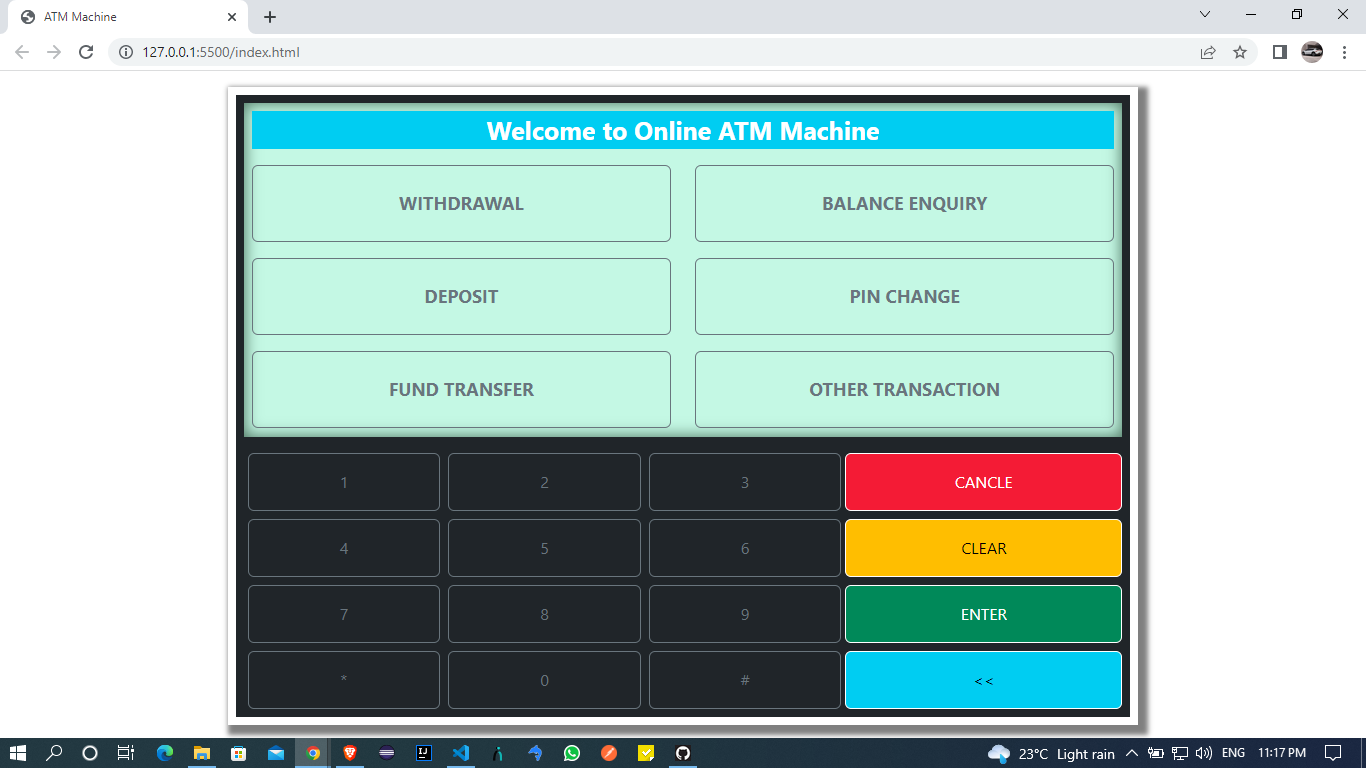 ATM Machine
127.0.0.1:5500/index.html
Welcome to Online ATM Machine
WITHDRAWAL BALANCE ENQUIRY
DEPOSIT PIN CHANGE
FUND TRANSFER OTHER TRANSACTION
1 2 3 CANCLE
4 5 6 CLEAR
7 8 9 ENTER
* 0 # <<
23°C Light rain ENG 11:17 PM